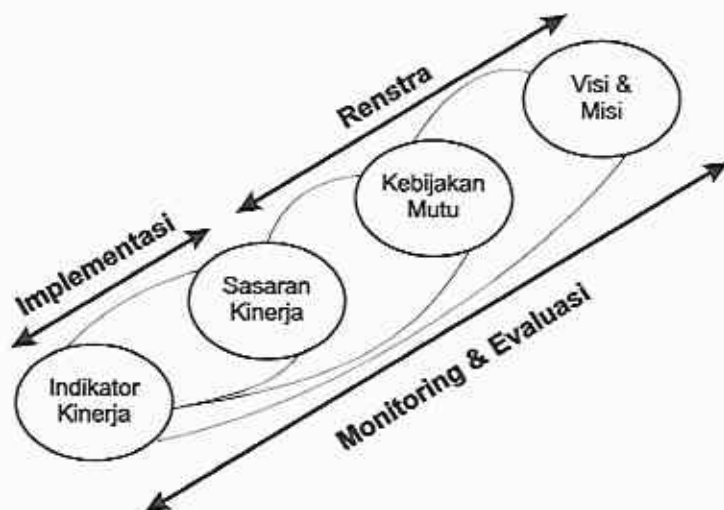 Renstra
Visi &
Misi
Kebijakan
Mutu
Implementasi
Sasaran
Kinerja
Indikator
Kinerja
Monitoring & Evaluasi